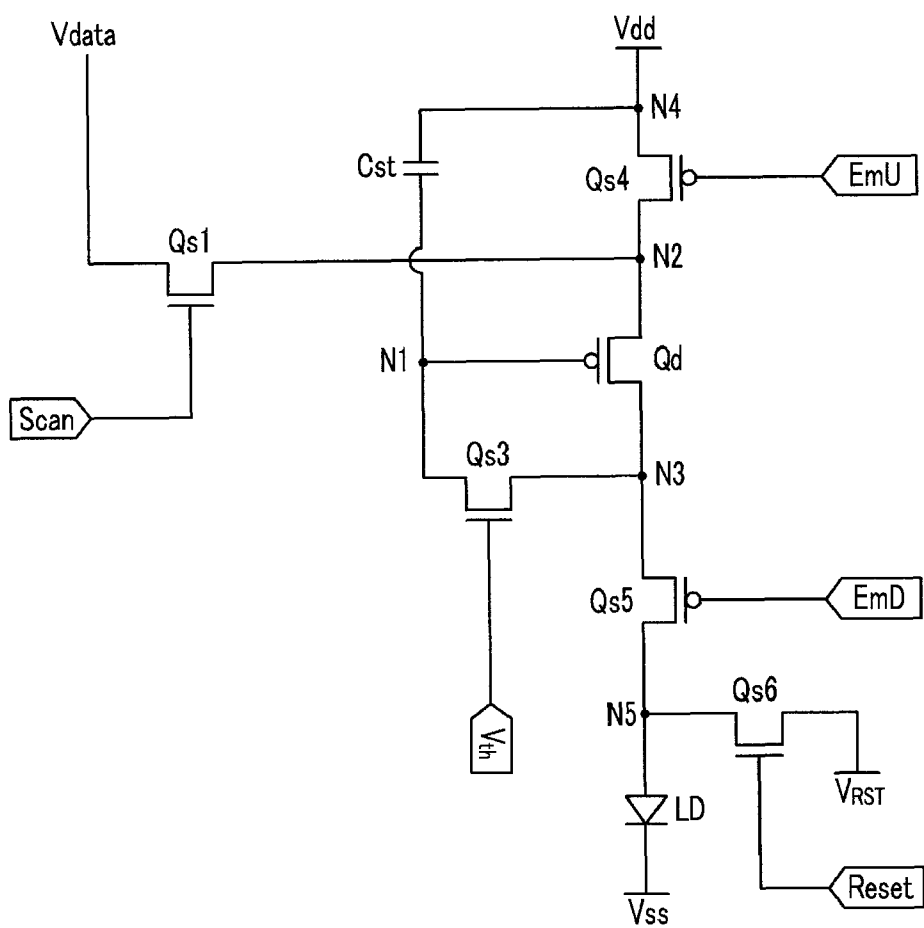 Vdata
Vdd
N4
Cst
Qs4
EmU
Qs1
N2
N1
Qd
Scan
Qs3
N3
Qs5
EmD
Qs6
N5
Vth
VRST
LD
Reset
Vss